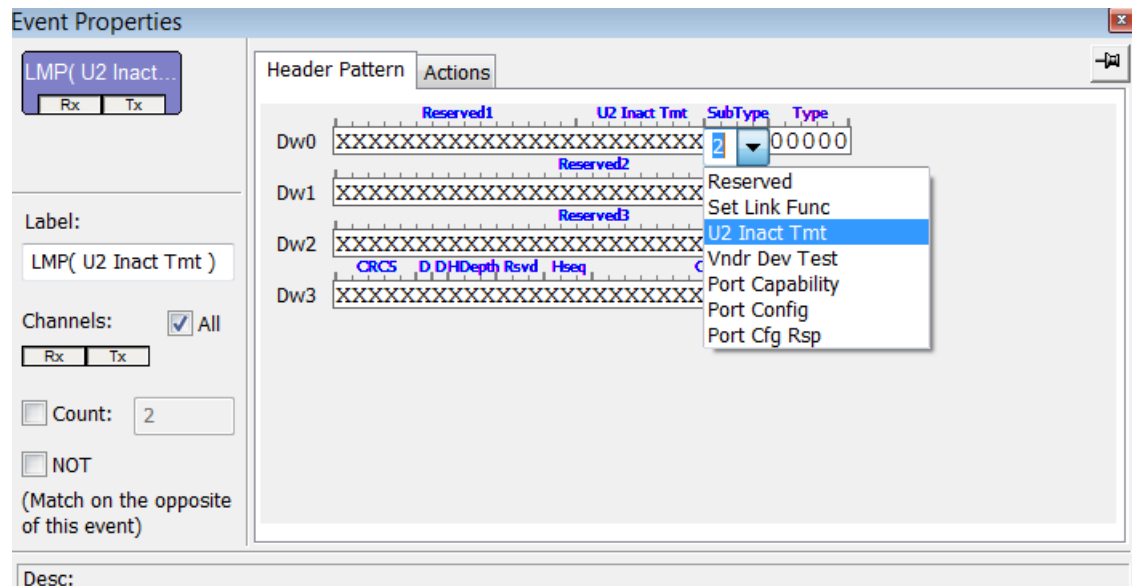 Event Properties
LMP( U2 Inact...
Rx Tx
Header Pattern Actions
Reserved1 U2 Inact Tmt SubType Type
Dw0 XXXXXXXXXXXXXXXXXXXXXXX 2 00000
Reserved2
Dw1 XXXXXXXXXXXXXXXXXXXXXXX
Reserved3
Dw2 XXXXXXXXXXXXXXXXXXXXXXX
CRC5 D D HDepth Rsvd Hseq C
Dw3 XXXXXXXXXXXXXXXXXXXXXXX
Reserved
Set Link Func
U2 Inact Tmt
Vndr Dev Test
Port Capability
Port Config
Port Cfg Rsp
Label:
LMP( U2 Inact Tmt )
Channels: All
Rx Tx
Count: 2
NOT
(Match on the opposite
of this event)
Desc: